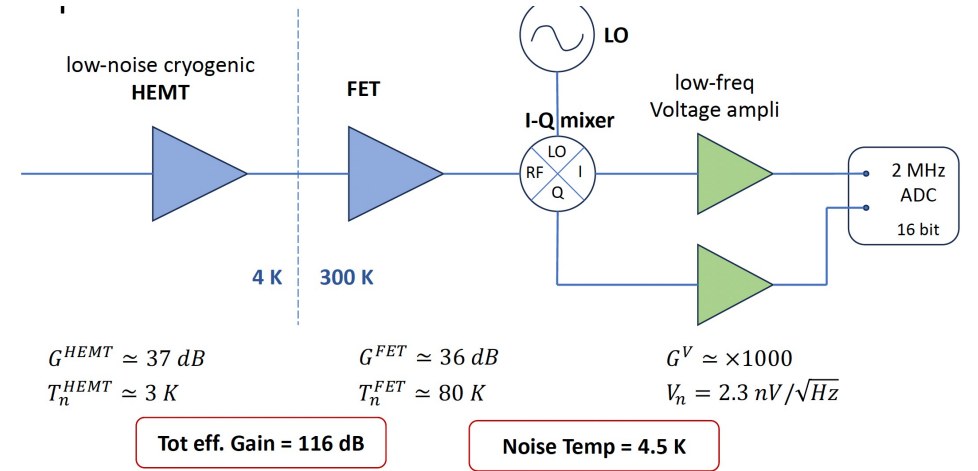 LO
low-noise cryogenic
HEMT
FET
low-freq
Voltage ampli
I-Q mixer
LO
RF
I
Q
2 MHz
ADC
16 bit
4 K
300 K
G^{HEMT} ≃ 37 dB
T_n^{HEMT} ≃ 3 K
G^{FET} ≃ 36 dB
T_n^{FET} ≃ 80 K
G^V ≃ ×1000
V_n = 2.3 nV/√Hz
Tot eff. Gain = 116 dB
Noise Temp = 4.5 K